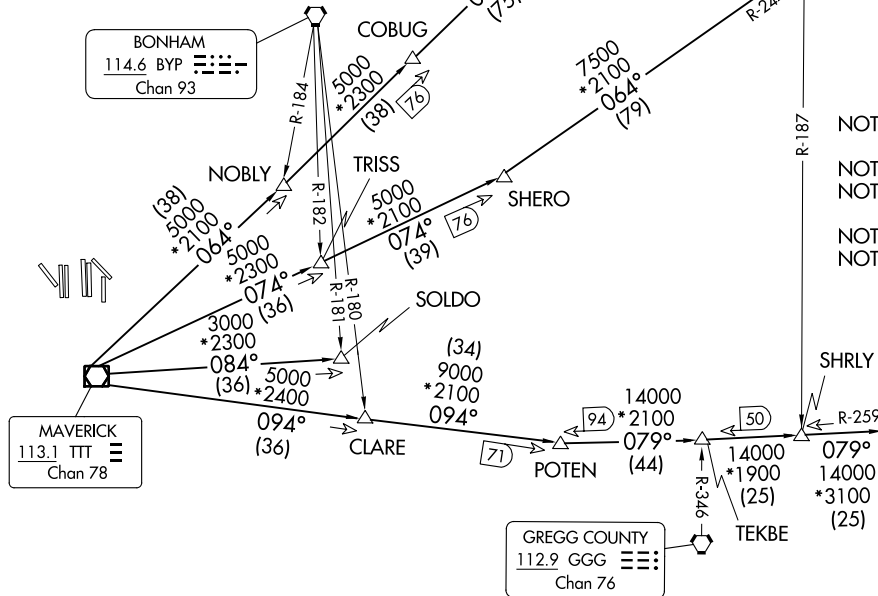 COBUG
(75)
R-24
BONHAM
114.6 BYP
Chan 93
5000
*2300
(38)
76
7500
*2100
064°
(79)
R-184
R-187
NOT
NOT
NOT
NOT
NOT
NOBLY
TRISS
R-182
5000
*2100
074°
(39)
76
SHERO
(38)
5000
*2100
064°
5000
*2300
074°
(36)
R-181
R-180
SOLDO
3000
*2300
084°
(36)
(34)
9000
*2100
094°
5000
*2400
094°
(36)
CLARE
SHRLY
14000
*2100
079°
(44)
94
50
R-259
MAVERICK
113.1 TTT
Chan 78
71
POTEN
14000
*1900
(25)
079°
14000
*3100
(25)
R-346
TEKBE
GREGG COUNTY
112.9 GGG
Chan 76